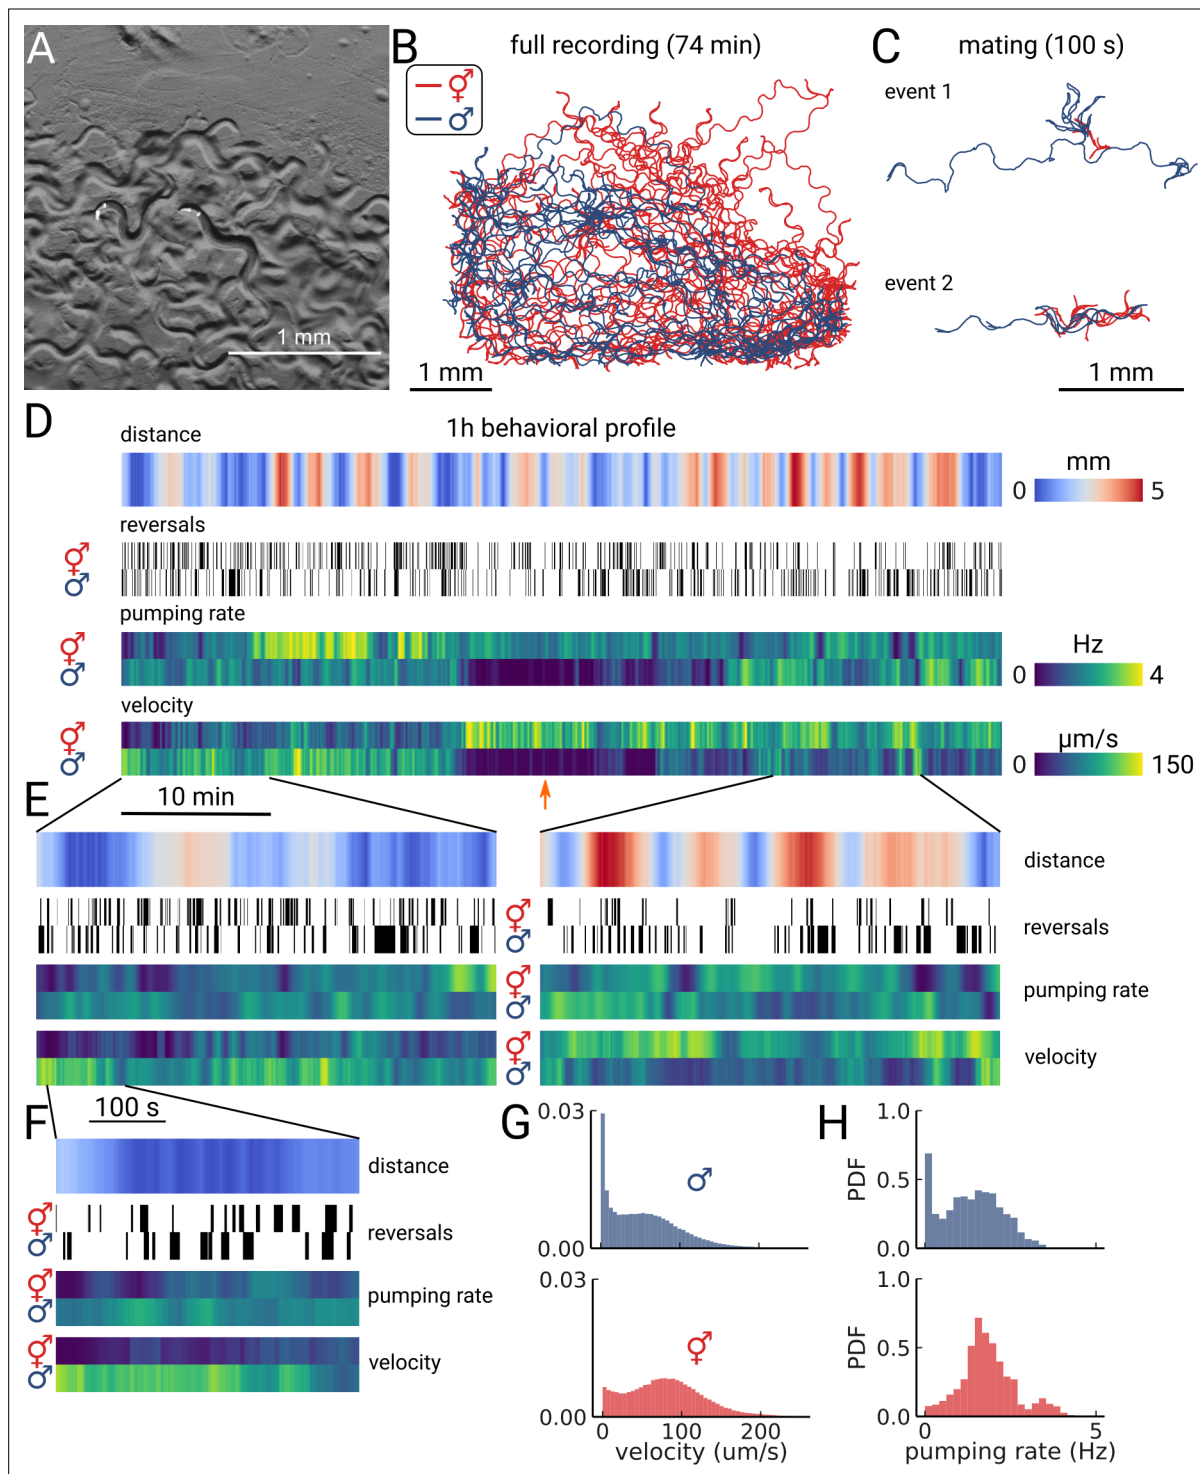 A
1 mm
B
full recording (74 min)
⚥
♂
1 mm
C
mating (100 s)
event 1
event 2
1 mm
D
1h behavioral profile
distance
0
mm
5
reversals
⚥
♂
pumping rate
⚥
♂
Hz
0
4
velocity
⚥
♂
µm/s
0
150
10 min
E
distance
⚥
♂
reversals
⚥
♂
pumping rate
⚥
♂
velocity
100 s
F
distance
⚥
♂
reversals
⚥
♂
pumping rate
⚥
♂
velocity
G
0.03
♂
0.00
0.03
⚥
0.00
0
100
200
velocity (um/s)
H
1.0
PDF
0.5
0.0
1.0
PDF
0.5
0.0
0
5
pumping rate (Hz)